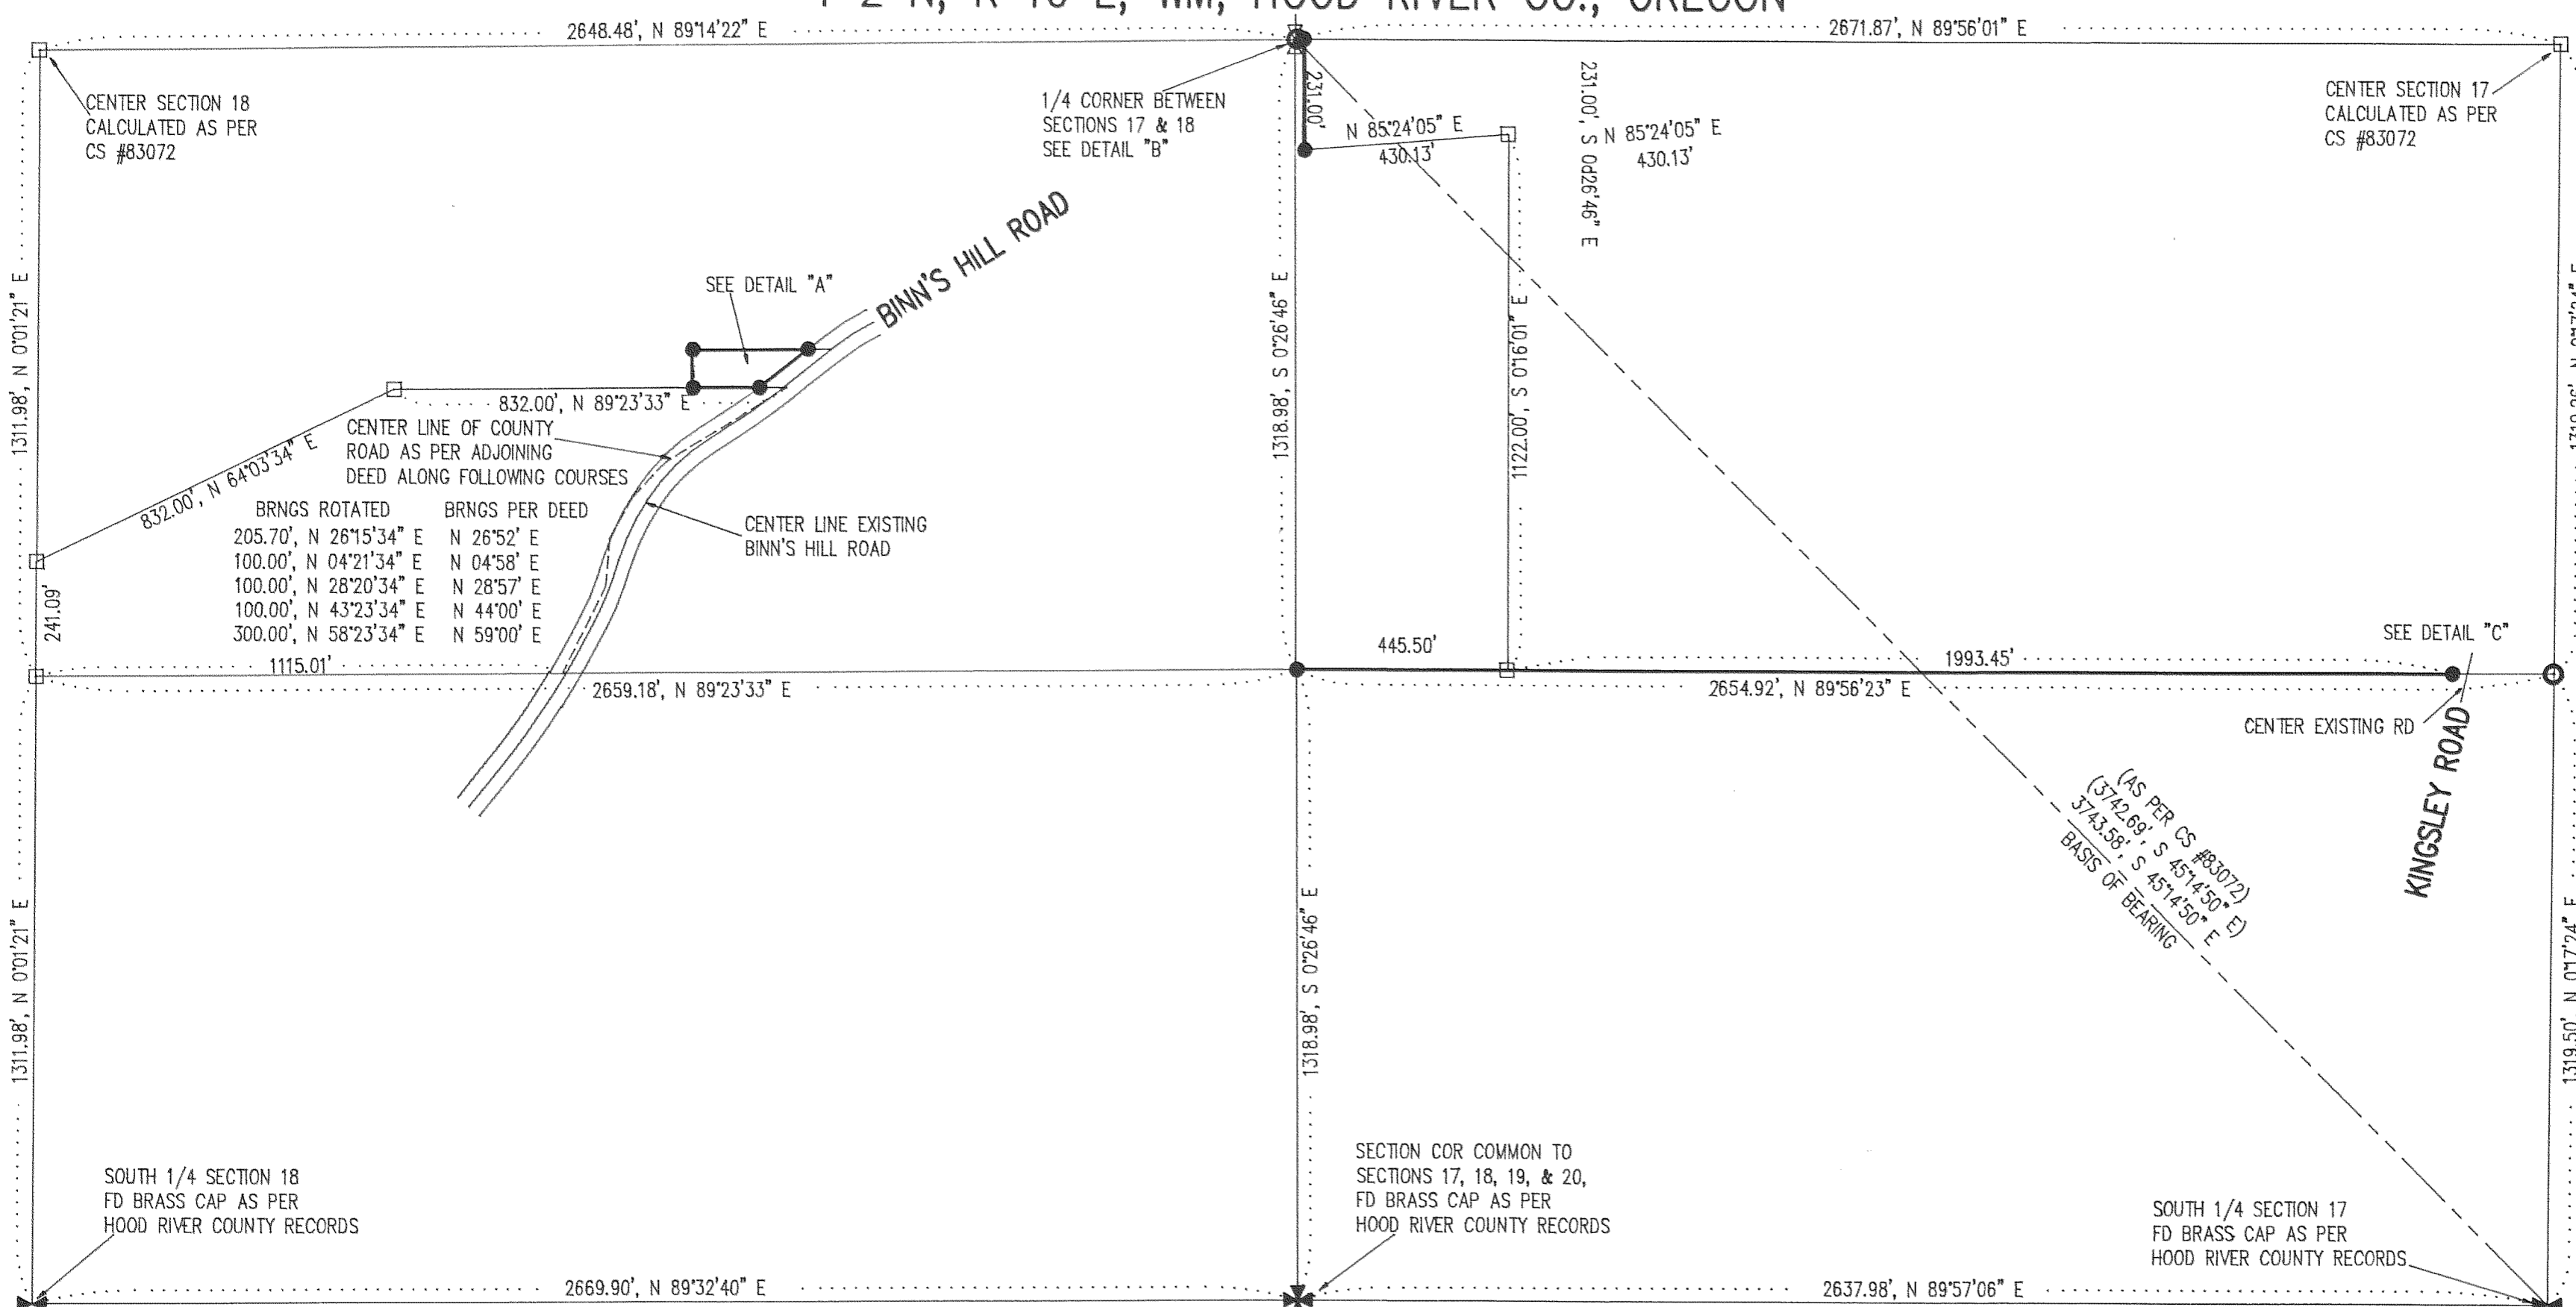 T 2 N, R 10 E, WM, HOOD RIVER CO., OREGON
2648.48', N 89°14'22" E
2671.87', N 89°56'01" E
CENTER SECTION 18
CALCULATED AS PER
CS #83072
1/4 CORNER BETWEEN
SECTIONS 17 & 18
SEE DETAIL "B"
231.00'
N 85°24'05" E
430.13'
231.00', S 0d26'46" E
N 85°24'05" E
430.13'
CENTER SECTION 17
CALCULATED AS PER
CS #83072
1311.98', N 0°01'21" E
SEE DETAIL "A"
BINN'S HILL ROAD
1318.98', S 0°26'46" E
1122.00', S 0°16'01" E
832.00', N 89°23'33" E
832.00', N 64°03'34" E
CENTER LINE OF COUNTY
ROAD AS PER ADJOINING
DEED ALONG FOLLOWING COURSES
BRNGS ROTATED BRNGS PER DEED
205.70', N 26°15'34" E N 26°52' E
100.00', N 04°21'34" E N 04°58' E
100.00', N 28°20'34" E N 28°57' E
100.00', N 43°23'34" E N 44°00' E
300.00', N 58°23'34" E N 59°00' E
CENTER LINE EXISTING
BINN'S HILL ROAD
241.09'
1115.01'
2659.18', N 89°23'33" E
445.50'
1993.45'
2654.92', N 89°56'23" E
SEE DETAIL "C"
CENTER EXISTING RD
KINGSLEY ROAD
(AS PER CS #83072)
(3742.69', S 45°14'50" E)
3743.58', S 45°14'50" E
BASIS OF BEARING
1311.98', N 0°01'21" E
1318.98', S 0°26'46" E
1319.50', N 0°17'24" E
SOUTH 1/4 SECTION 18
FD BRASS CAP AS PER
HOOD RIVER COUNTY RECORDS
SECTION COR COMMON TO
SECTIONS 17, 18, 19, & 20,
FD BRASS CAP AS PER
HOOD RIVER COUNTY RECORDS
SOUTH 1/4 SECTION 17
FD BRASS CAP AS PER
HOOD RIVER COUNTY RECORDS
2669.90', N 89°32'40" E
2637.98', N 89°57'06" E